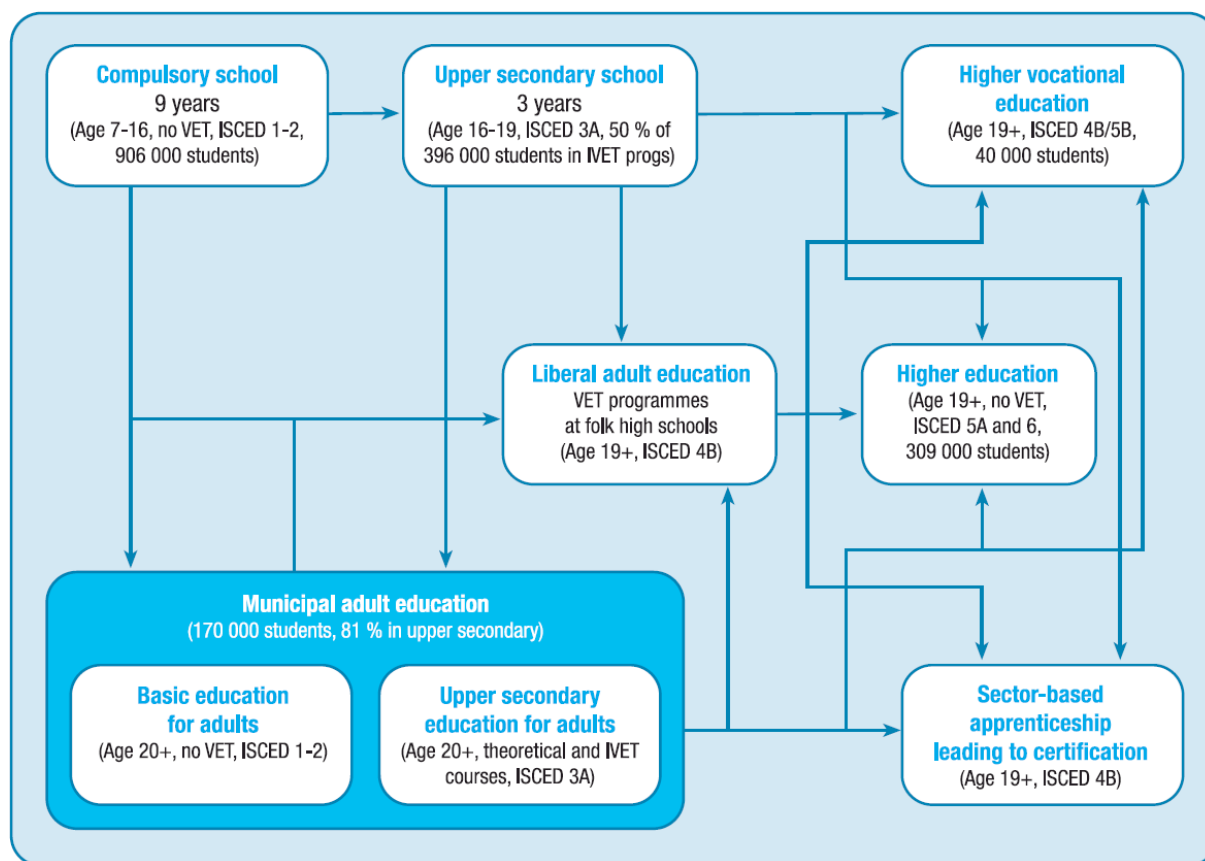 Compulsory school
9 years
(Age 7-16, no VET, ISCED 1-2,
906 000 students)
Upper secondary school
3 years
(Age 16-19, ISCED 3A, 50 % of
396 000 students in IVET progs)
Higher vocational
education
(Age 19+, ISCED 4B/5B,
40 000 students)
Liberal adult education
VET programmes
at folk high schools
(Age 19+, ISCED 4B)
Higher education
(Age 19+, no VET,
ISCED 5A and 6,
309 000 students)
Municipal adult education
(170 000 students, 81 % in upper secondary)
Basic education
for adults
(Age 20+, no VET, ISCED 1-2)
Upper secondary
education for adults
(Age 20+, theoretical and IVET
courses, ISCED 3A)
Sector-based
apprenticeship
leading to certification
(Age 19+, ISCED 4B)